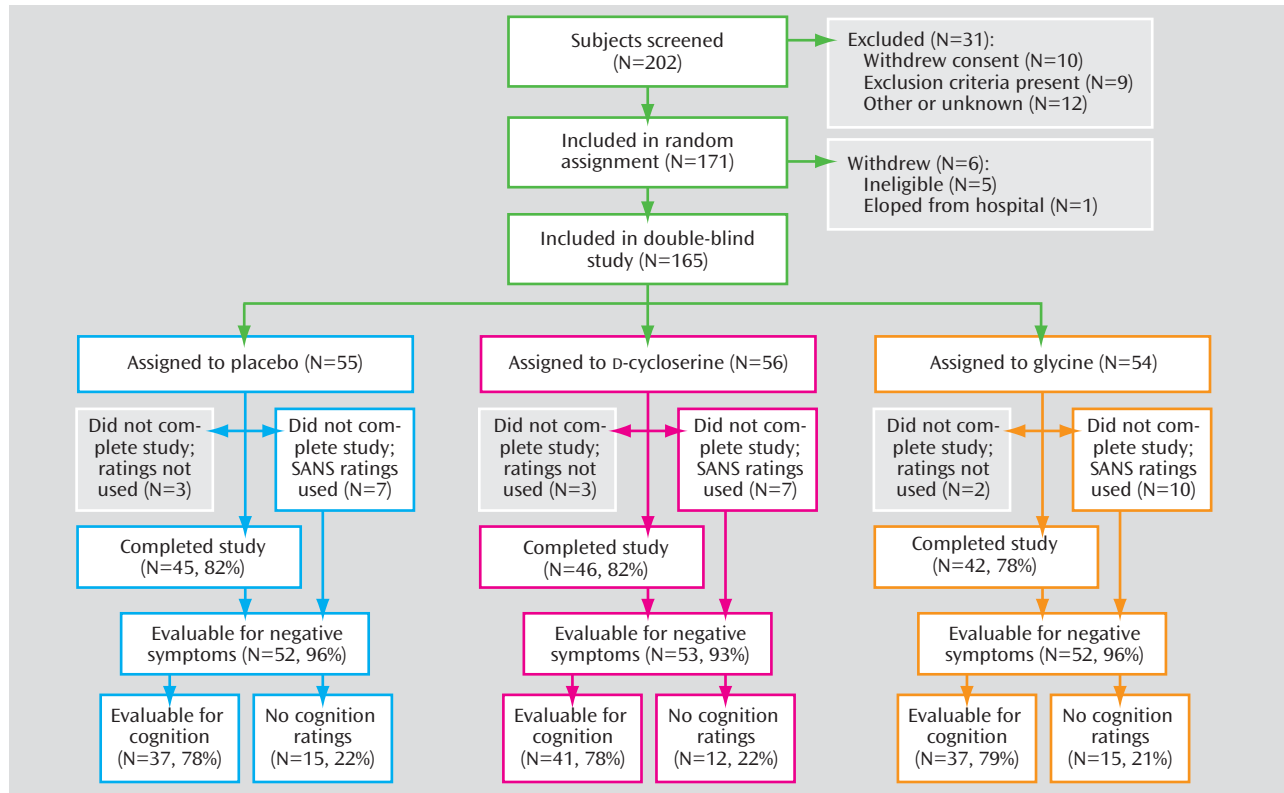 Subjects screened
(N=202)
Excluded (N=31):
Withdrew consent (N=10)
Exclusion criteria present (N=9)
Other or unknown (N=12)
Included in random
assignment (N=171)
Withdrew (N=6):
Ineligible (N=5)
Eloped from hospital (N=1)
Included in double-blind
study (N=165)
Assigned to placebo (N=55)
Did not com-
plete study;
ratings not
used (N=3)
Did not com-
plete study;
SANS ratings
used (N=7)
Completed study
(N=45, 82%)
Evaluable for negative
symptoms (N=52, 96%)
Evaluable for
cognition
(N=37, 78%)
No cognition
ratings
(N=15, 22%)
Assigned to D-cycloserine (N=56)
Did not com-
plete study;
ratings not
used (N=3)
Did not com-
plete study;
SANS ratings
used (N=7)
Completed study
(N=46, 82%)
Evaluable for negative
symptoms (N=53, 93%)
Evaluable for
cognition
(N=41, 78%)
No cognition
ratings
(N=12, 22%)
Assigned to glycine (N=54)
Did not com-
plete study;
ratings not
used (N=2)
Did not com-
plete study;
SANS ratings
used (N=10)
Completed study
(N=42, 78%)
Evaluable for negative
symptoms (N=52, 96%)
Evaluable for
cognition
(N=37, 79%)
No cognition
ratings
(N=15, 21%)